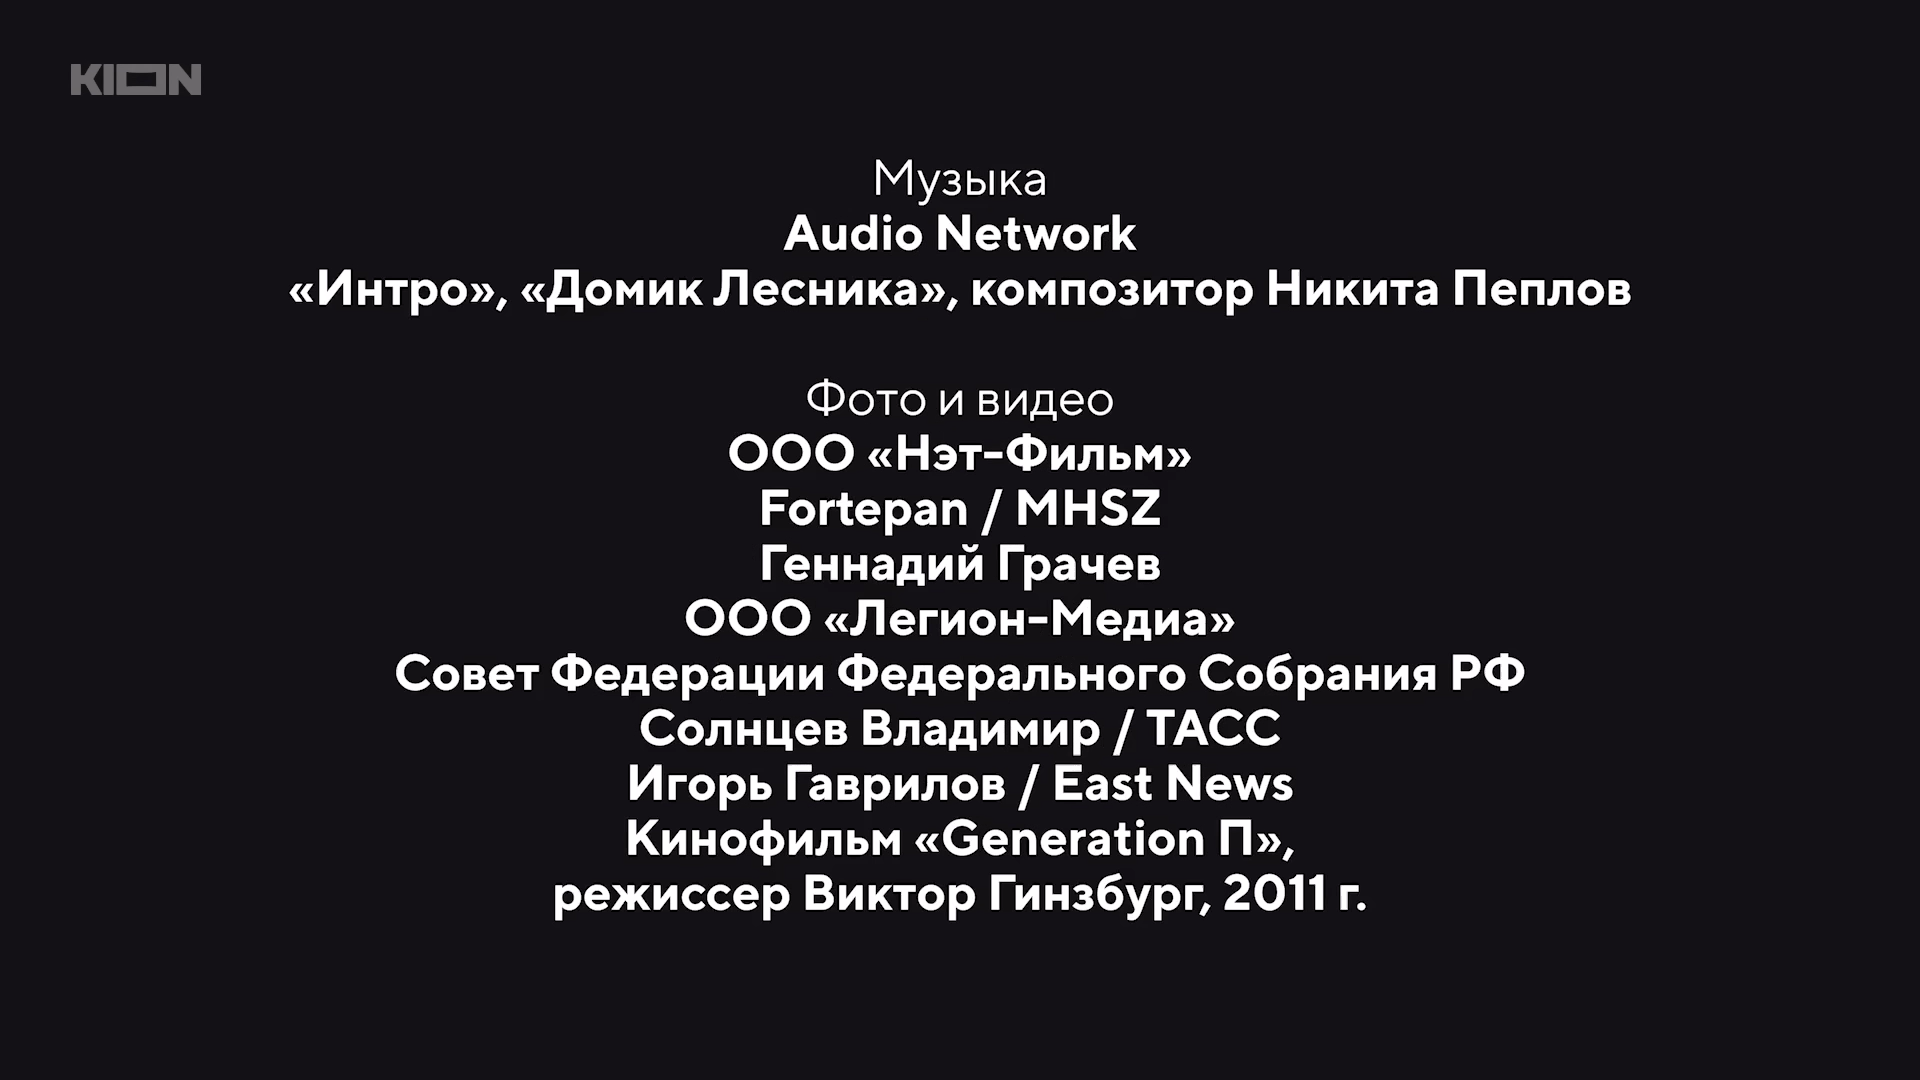 KION
Музыка
Audio Network
«Интро», «Домик Лесника», композитор Никита Пеплов
Фото и видео
ООО «Нэт-Фильм»
Fortepan / MHSZ
Геннадий Грачев
ООО «Легион-Медиа»
Совет Федерации Федерального Собрания РФ
Солнцев Владимир / ТАСС
Игорь Гаврилов / East News
Кинофильм «Generation П»,
режиссер Виктор Гинзбург, 2011 г.